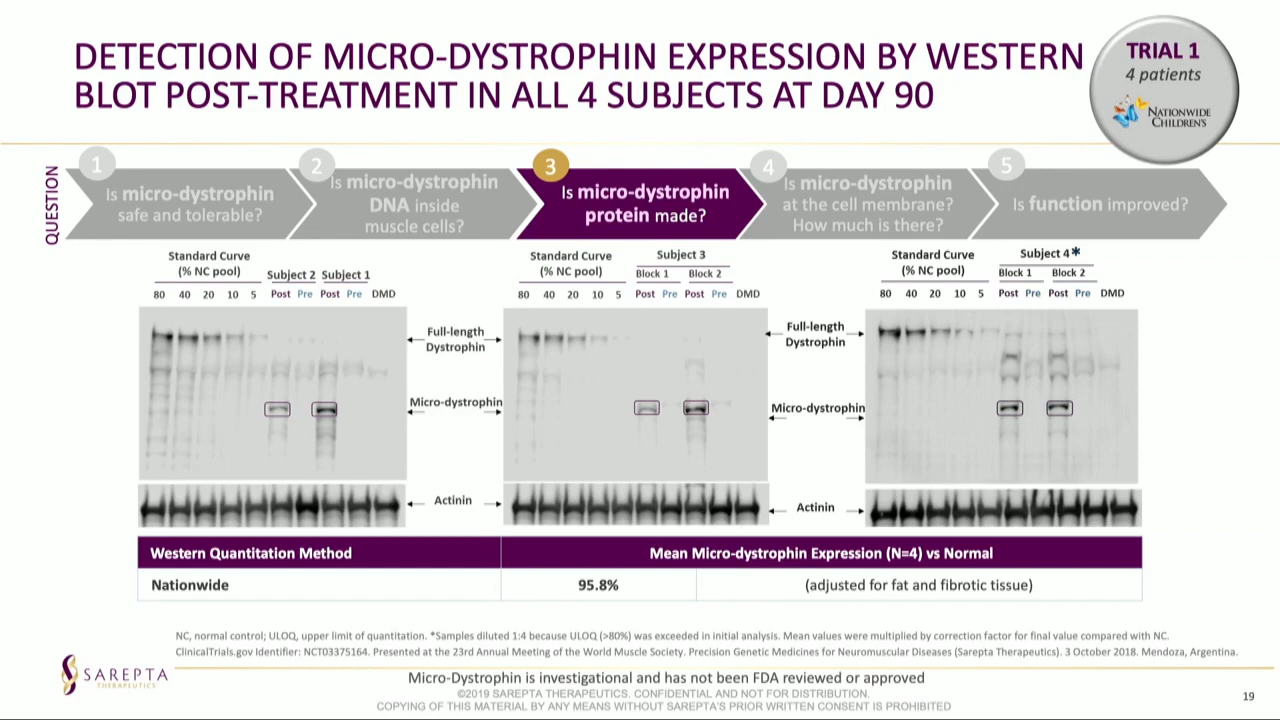 DETECTION OF MICRO-DYSTROPHIN EXPRESSION BY WESTERN
BLOT POST-TREATMENT IN ALL 4 SUBJECTS AT DAY 90
TRIAL 1
4 patients
NATIONWIDE
CHILDREN'S
QUESTION
1
Is micro-dystrophin
safe and tolerable?
2
Is micro-dystrophin
DNA inside
muscle cells?
3
Is micro-dystrophin
protein made?
4
Is micro-dystrophin
at the cell membrane?
How much is there?
5
Is function improved?
Standard Curve
(% NC pool)
Subject 2 Subject 1
80 40 20 10 5 Post Pre Post Pre DMD
Full-length
Dystrophin
Micro-dystrophin
Actinin
Standard Curve
(% NC pool)
Subject 3
Block 1 Block 2
80 40 20 10 5 Post Pre Post Pre DMD
Full-length
Dystrophin
Micro-dystrophin
Actinin
Standard Curve
(% NC pool)
Subject 4*
Block 1 Block 2
80 40 20 10 5 Post Pre Post Pre DMD
Western Quantitation Method Mean Micro-dystrophin Expression (N=4) vs Normal
Nationwide 95.8% (adjusted for fat and fibrotic tissue)
NC, normal control; ULOQ, upper limit of quantitation. *Samples diluted 1:4 because ULOQ (>80%) was exceeded in initial analysis. Mean values were multiplied by correction factor for final value compared with NC.
ClinicalTrials.gov Identifier: NCT03375164. Presented at the 23rd Annual Meeting of the World Muscle Society. Precision Genetic Medicines for Neuromuscular Diseases (Sarepta Therapeutics). 3 October 2018. Mendoza, Argentina.
SAREPTA
THERAPEUTICS
Micro-Dystrophin is investigational and has not been FDA reviewed or approved
©2019 SAREPTA THERAPEUTICS. CONFIDENTIAL AND NOT FOR DISTRIBUTION.
COPYING OF THIS MATERIAL BY ANY MEANS WITHOUT SAREPTA'S PRIOR WRITTEN CONSENT IS PROHIBITED
19